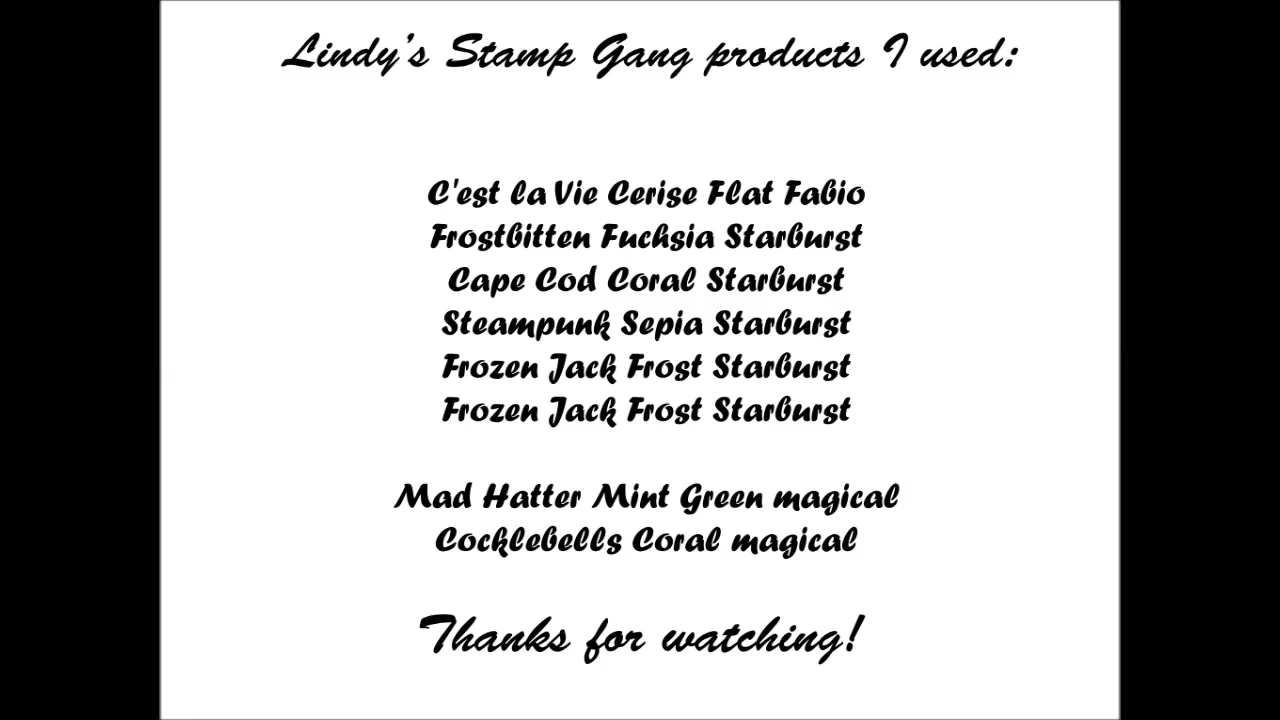 Lindy's Stamp Gang products I used:
C'est la Vie Cerise Flat Fabio
Frostbitten Fuchsia Starburst
Cape Cod Coral Starburst
Steampunk Sepia Starburst
Frozen Jack Frost Starburst
Frozen Jack Frost Starburst
Mad Hatter Mint Green magical
Cocklebells Coral magical
Thanks for watching!